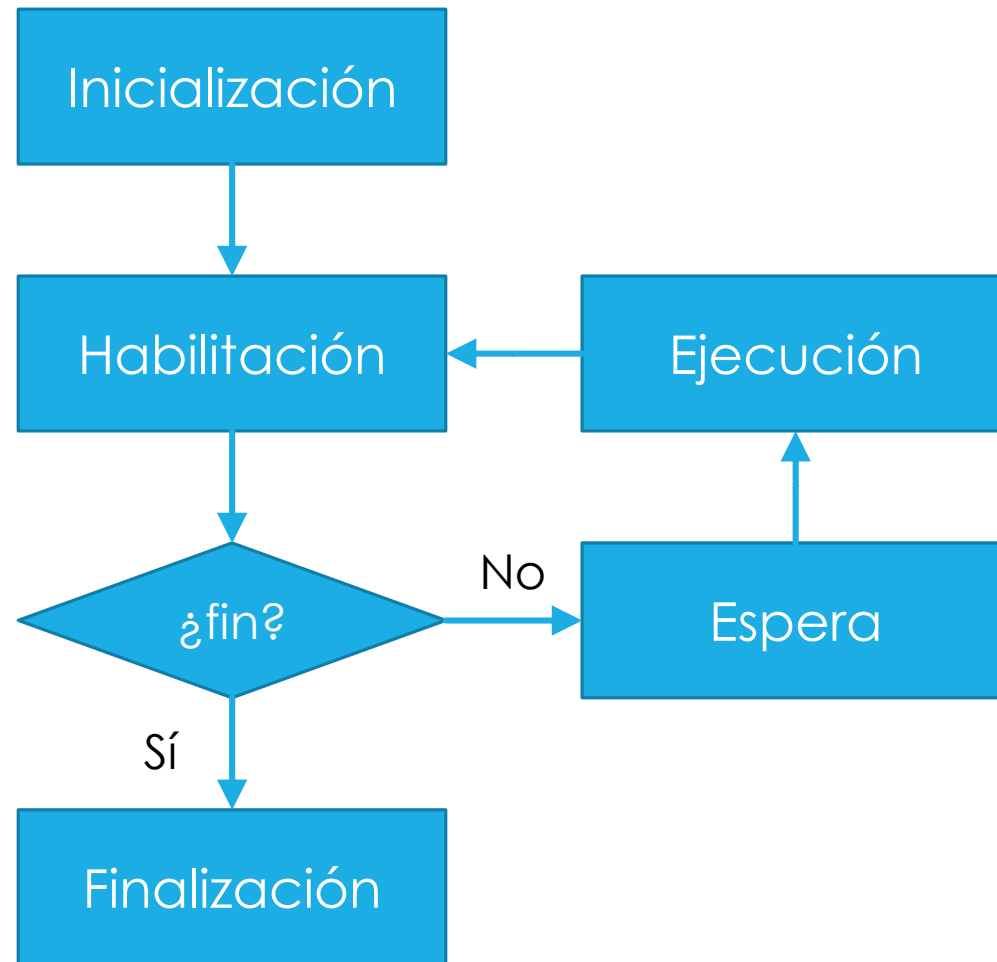 Inicialización
Habilitación
Ejecución
¿fin?
No
Espera
Sí
Finalización